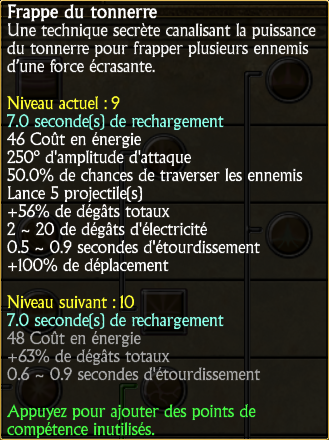 Frappe du tonnerre
Une technique secrète canalisant la puissance
du tonnerre pour frapper plusieurs ennemis
d'une force écrasante.
Niveau actuel : 9
7.0 seconde(s) de rechargement
46 Coût en énergie
250° d'amplitude d'attaque
50.0% de chances de traverser les ennemis
Lance 5 projectile(s)
+56% de dégâts totaux
2 ~ 20 de dégâts d'électricité
0.5 ~ 0.9 secondes d'étourdissement
+100% de déplacement
Niveau suivant : 10
7.0 seconde(s) de rechargement
48 Coût en énergie
+63% de dégâts totaux
0.6 ~ 0.9 secondes d'étourdissement
Appuyez pour ajouter des points de
compétence inutilisés.